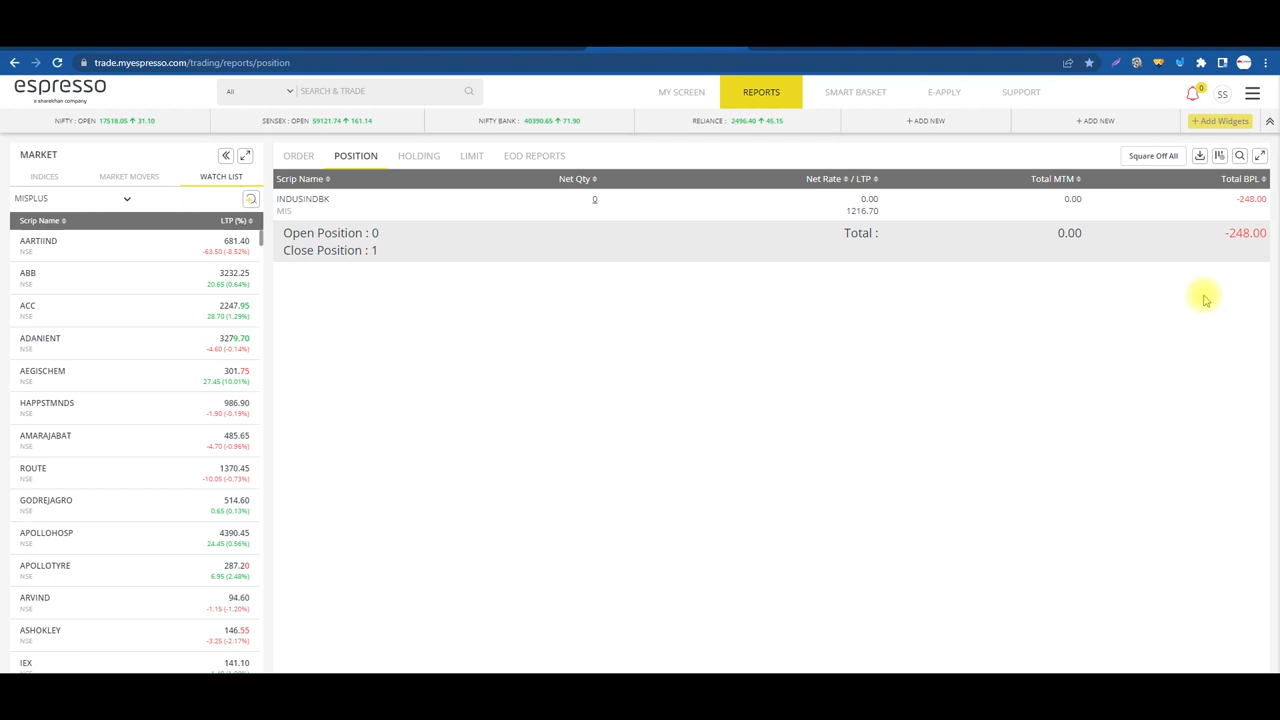 trade.myespresso.com/trading/reports/position
espresso
a sharekhan company
All
SEARCH & TRADE
MY SCREEN
REPORTS
SMART BASKET
E-APPLY
SUPPORT
0
SS
NIFTY : OPEN 17518.05 ↑ 31.10
SENSEX : OPEN 59121.74 ↑ 161.14
NIFTY BANK : 40390.65 ↑ 71.90
RELIANCE : 2496.40 ↑ 45.15
+ ADD NEW
+ ADD NEW
+ Add Widgets
MARKET
INDICES
MARKET MOVERS
WATCH LIST
MISPLUS
Scrip Name LTP (%)
AARTIIND 681.40
NSE -63.50 (-8.52%)
ABB 3232.25
NSE 20.65 (0.64%)
ACC 2247.95
NSE 28.70 (1.29%)
ADANIENT 3279.70
NSE -4.60 (-0.14%)
AEGISCHEM 301.75
NSE 27.45 (10.01%)
HAPPSTMNDS 986.90
NSE -1.90 (-0.19%)
AMARAJABAT 485.65
NSE -4.70 (-0.96%)
ROUTE 1370.45
NSE -10.05 (-0.73%)
GODREJAGRO 514.60
NSE 0.65 (0.13%)
APOLLOHOSP 4390.45
NSE 24.45 (0.56%)
APOLLOTYRE 287.20
NSE 6.95 (2.48%)
ARVIND 94.60
NSE -1.15 (-1.20%)
ASHOKLEY 146.55
NSE -3.25 (-2.17%)
IEX 141.10
ORDER
POSITION
HOLDING
LIMIT
EOD REPORTS
Square Off All
Scrip Name Net Qty Net Rate / LTP Total MTM Total BPL
INDUSINDBK 0 0.00 0.00 -248.00
MIS 1216.70
Open Position : 0 Total : 0.00 -248.00
Close Position : 1